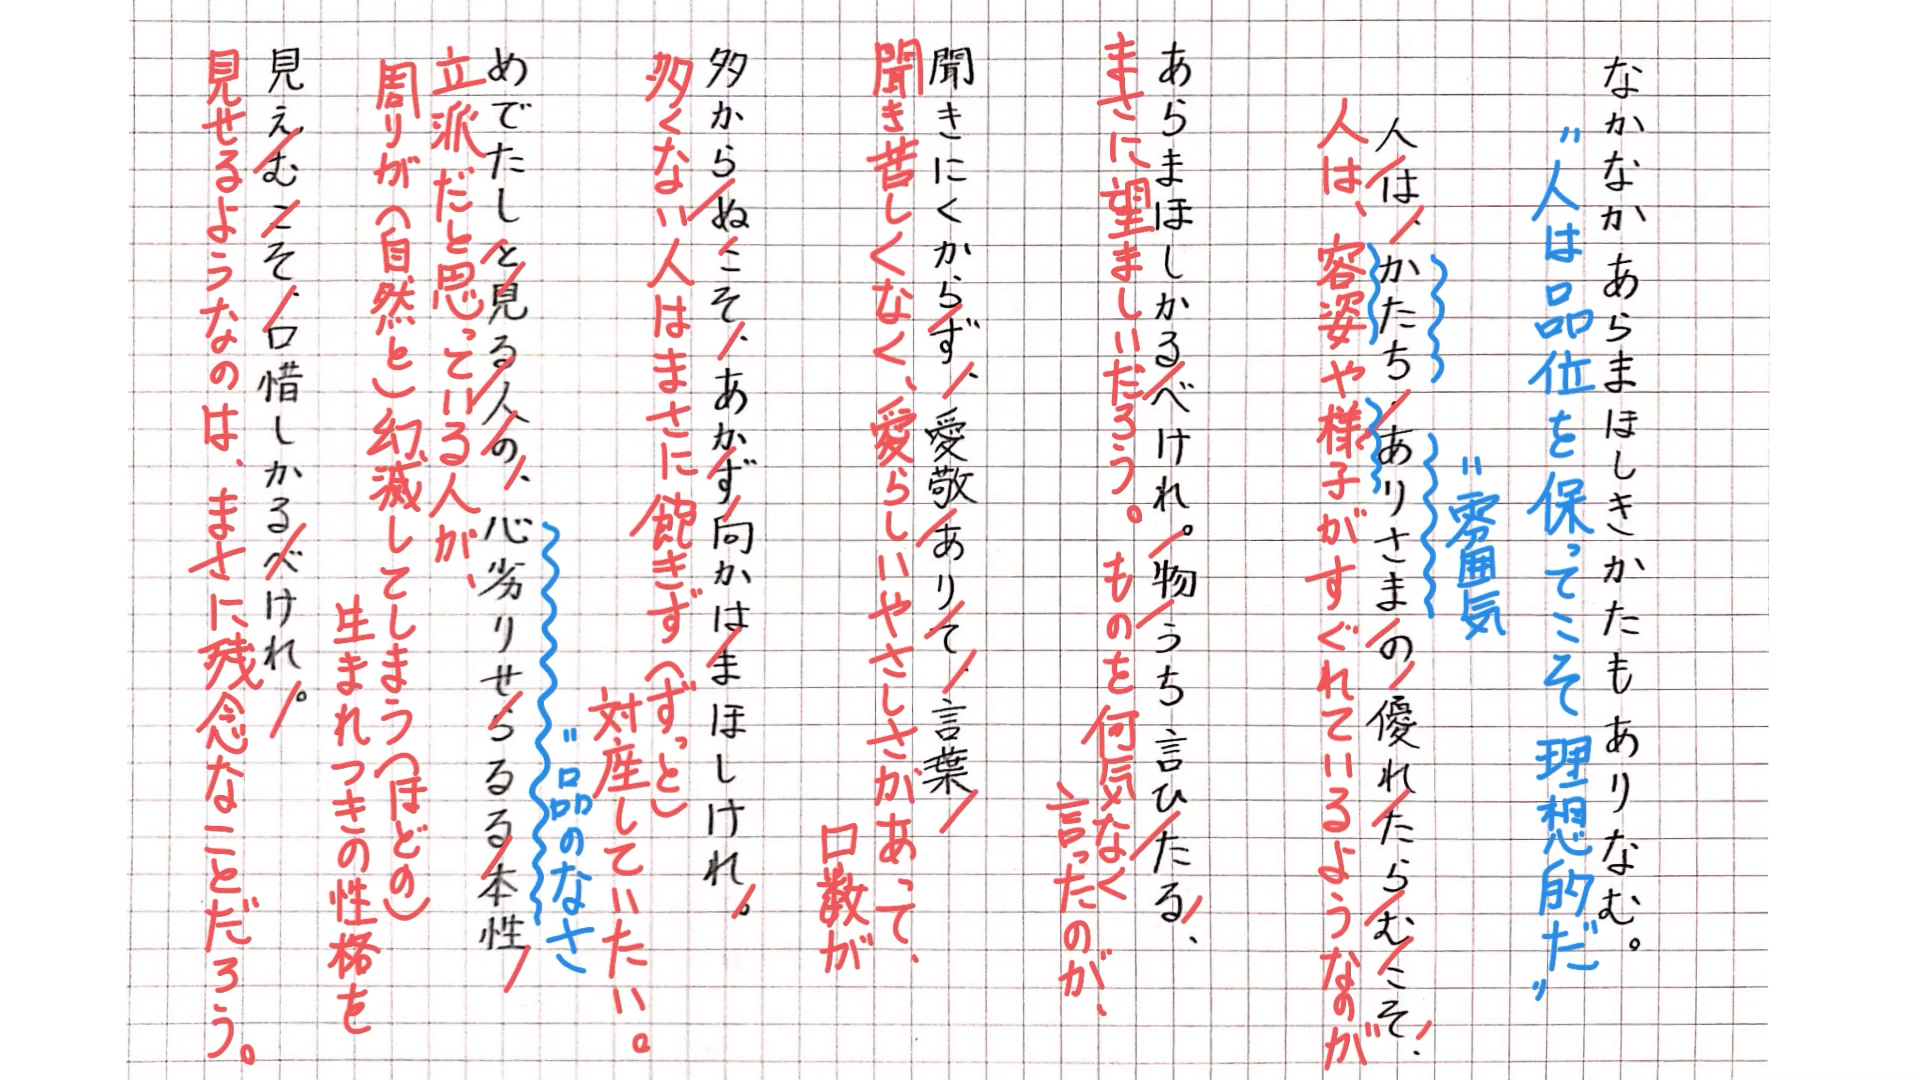 なかなかあらまほしきかたもありなむ。
"人は品位を保ってこそ理想的だ"
"雰囲気
人は、かたち・ありさまの優れたらむこそ、
人は、容姿や様子がすぐれているようなのが
あらまほしかるべけれ。物うち言ひたる、
まさに望ましいだろう。ものを何気なく
言ったのが、
聞きにくからず、愛敬ありて、言葉
聞き苦しくなく、愛らしいやさしさがあって、
口数が
多からぬこそ、あかず向かはまほしけれ。
多くない人はまさに飽きず(ずっと)
対座していたい。
"品のなさ
めでたしと見る人の、心劣りせらるる本性
立派だと思っている人が、
周りが(自然と)幻滅してしまう(ほどの)
生まれつきの性格を
見えむこそ、口惜しかるべけれ。
見せるようなのは、まさに残念なことだろう。